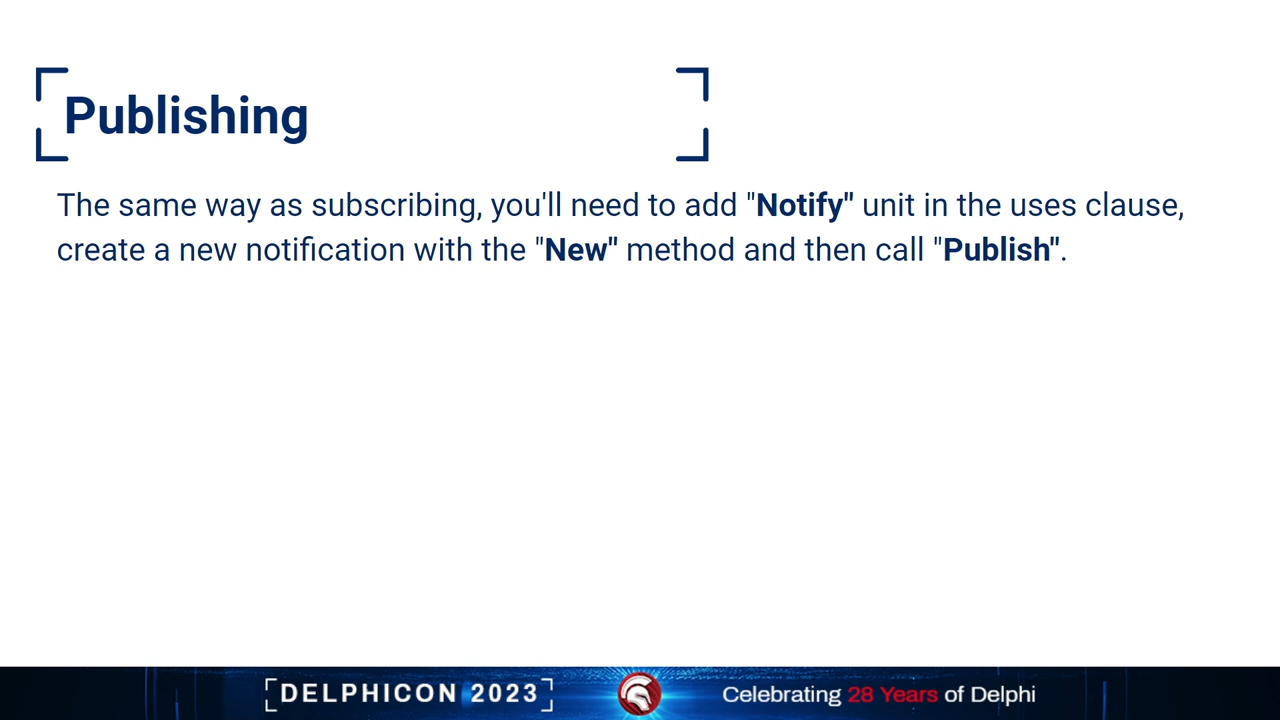 Publishing
The same way as subscribing, you'll need to add "Notify" unit in the uses clause,
create a new notification with the "New" method and then call "Publish".
DELPHICON 2023
Celebrating 28 Years of Delphi